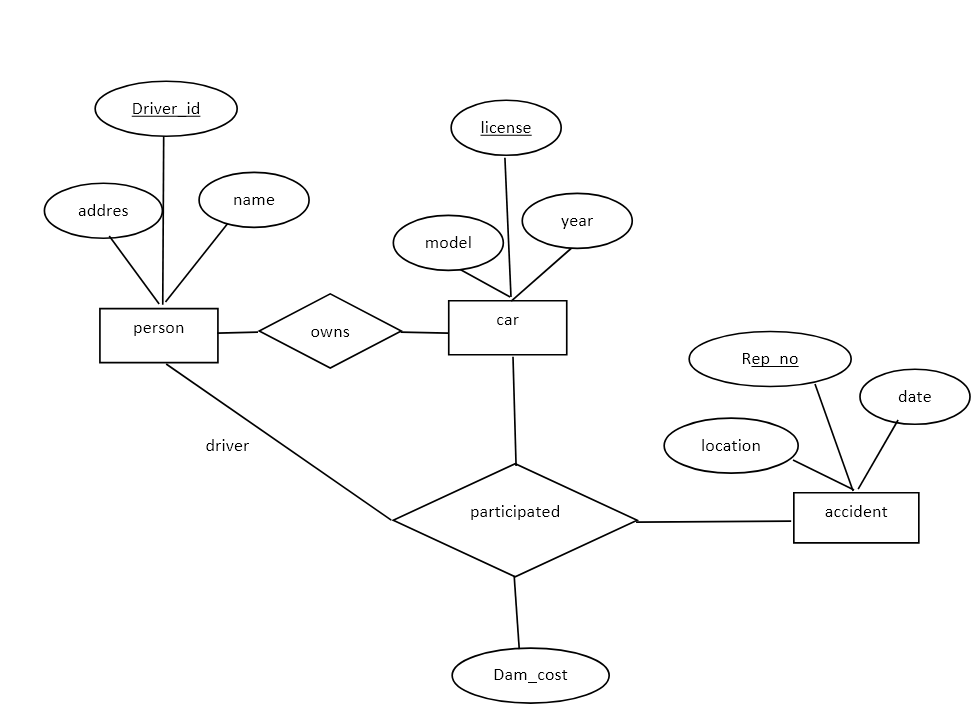 Driver_id
license
addres
name
model
year
person
owns
car
Rep_no
date
driver
location
participated
accident
Dam_cost